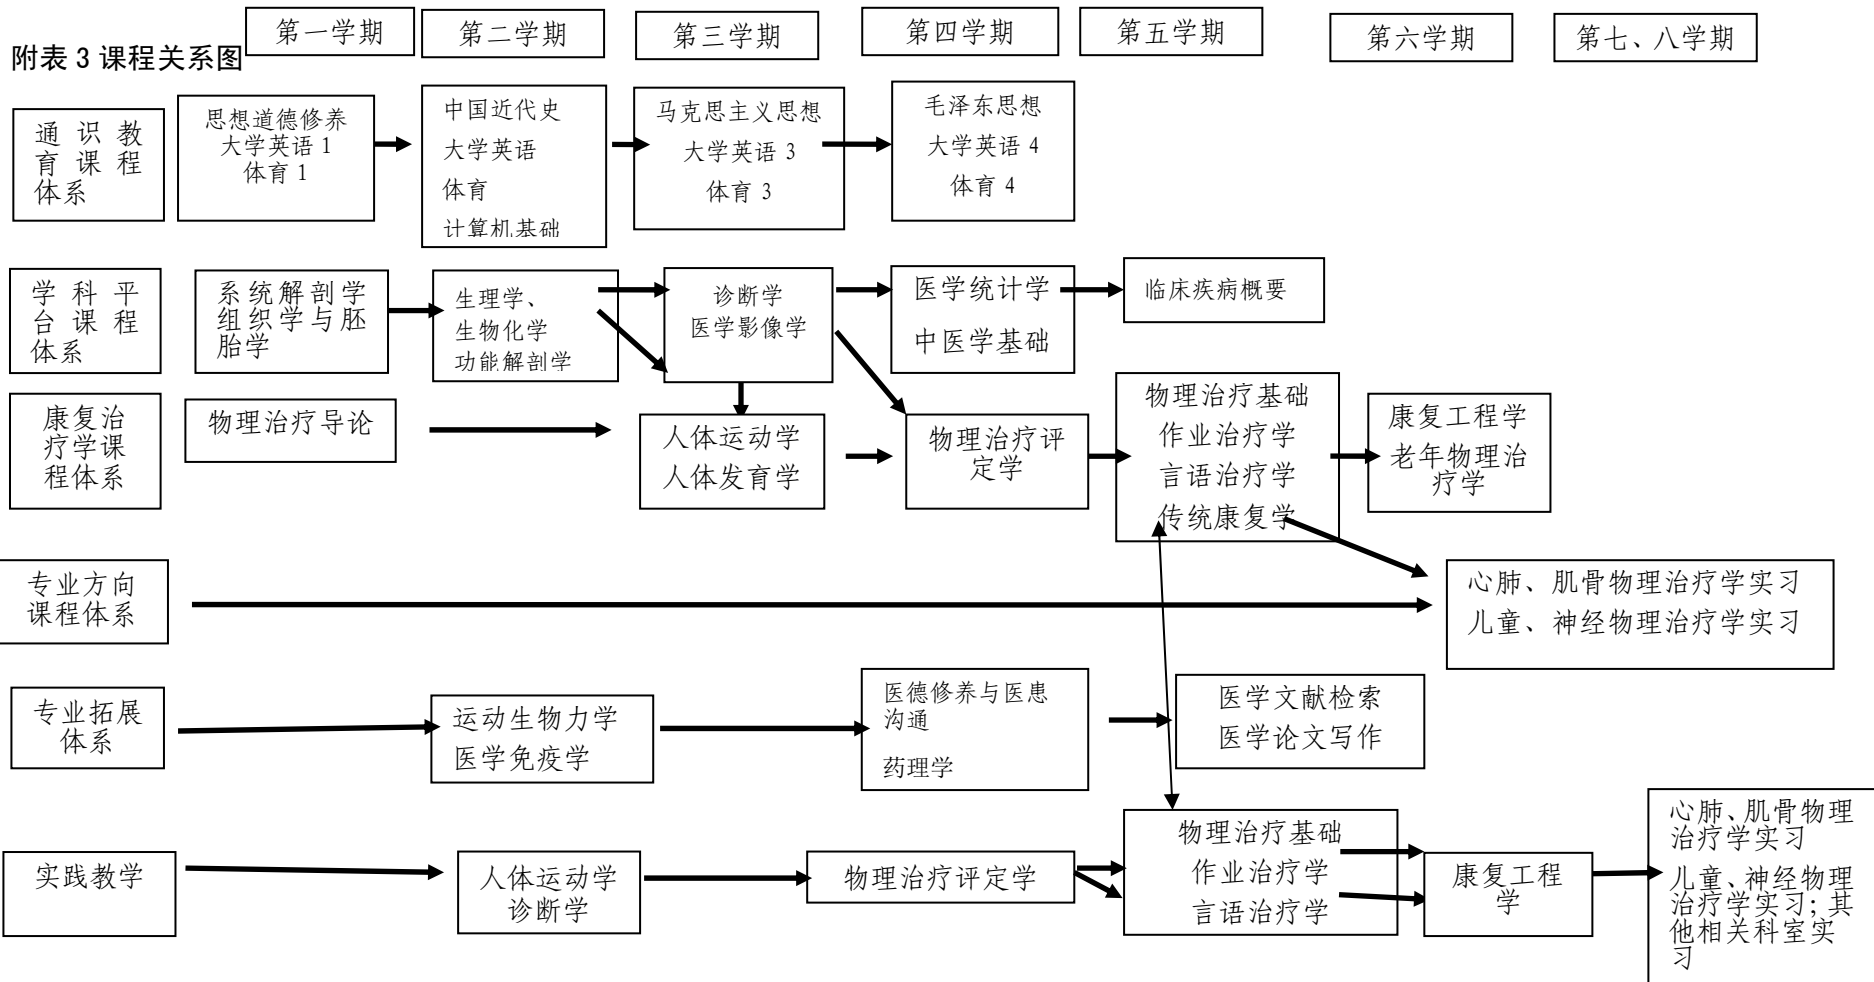 附表 3 课程关系图
第一学期
第二学期
第三学期
第四学期
第五学期
第六学期
第七、八学期
通识教
育课程
体系
思想道德修养
大学英语 1
体育 1
中国近代史
大学英语
体育
计算机基础
马克思主义思想
大学英语 3
体育 3
毛泽东思想
大学英语 4
体育 4
学科平
台课程
体系
系统解剖学
组织学与胚
胎学
生理学、
生物化学
功能解剖学
诊断学
医学影像学
医学统计学
中医学基础
临床疾病概要
康复治
疗学课
程体系
物理治疗导论
人体运动学
人体发育学
物理治疗评
定学
物理治疗基础
作业治疗学
言语治疗学
传统康复学
康复工程学
老年物理治
疗学
专业方向
课程体系
心肺、肌骨物理治疗学实习
儿童、神经物理治疗学实习
专业拓展
体系
运动生物力学
医学免疫学
医德修养与医患
沟通
药理学
医学文献检索
医学论文写作
实践教学
人体运动学
诊断学
物理治疗评定学
物理治疗基础
作业治疗学
言语治疗学
康复工程
学
心肺、肌骨物理
治疗学实习
儿童、神经物理
治疗学实习；其
他相关科室实
习